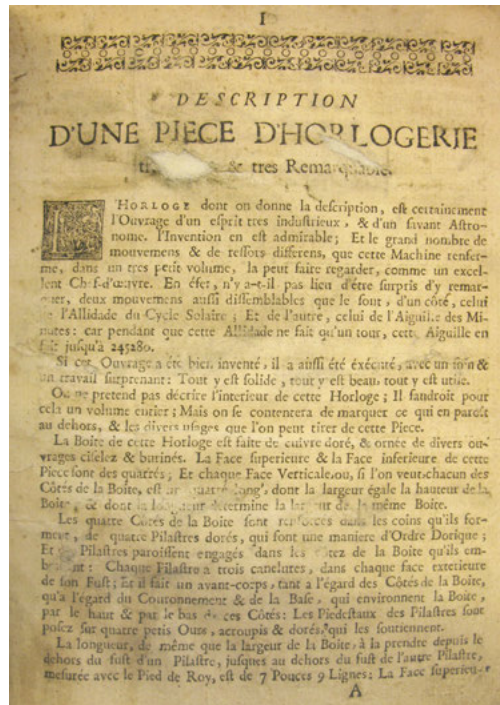 I
DESCRIPTION
D'UNE PIECE D'HORLOGERIE
& tres Remarquable.
L'HORLOGE dont on donne la description, est certainement
l'Ouvrage d'un esprit tres industrieux, & d'un savant Astro-
nome. l'Invention en est admirable; Et le grand nombre de
mouvemens & de ressorts differens, que cette Machine renfer-
me, dans un tres petit volume, la peut faire regarder, comme un excel-
lent Chef-d'œuvre. En éfet, n'y a-t-il pas lieu d'être surpris d'y remar-
quer, deux mouvemens aussi dissemblables que le sont, d'un côté, celui
de l'Allidade du Cycle Solaire; Et de l'autre, celui de l'Aiguille des Mi-
nutes: car pendant que cette Allidade ne fait qu'un tour, cette Aiguille en
fait jusqu'à 245280.
Si cet Ouvrage a été bien inventé, il a aussi été éxécuté, avec un soin &
un travail surprenant: Tout y est solide, tout y est beau, tout y est utile.
On ne pretend pas décrire l'interieur de cette Horloge; Il faudroit pour
cela un volume entier; Mais on se contentera de marquer ce qui en paroît
au dehors, & les divers usages que l'on peut tirer de cette Piece.
La Boite de cette Horloge est faite de cuivre doré, & ornée de divers ou-
vrages ciselez & burinés. La Face superieure & la Face inferieure de cette
Piece sont des quarrés; Et chaque Face Verticale, ou, si l'on veut, chacun des
Côtés de la Boite, est un quarré long, dont la largeur égale la hauteur de la
Boite, & dont la longueur determine la largeur de la même Boite.
Les quatre Côtés de la Boite sont renforcés dans les coins qu'ils for-
ment, de quatre Pilastres dorés, qui sont une maniere d'Ordre Dorique;
Et ces Pilastres paroissent engagés dans les côtez de la Boite qu'ils em-
brassent: Chaque Pilastre a trois canelures, dans chaque face exterieure
de son Fust; Et il fait un avant-corps, tant a l'égard des Côtés de la Boite,
qu'a l'égard du Couronnement & de la Base, qui environnent la Boite,
par le haut & par le bas de ces Côtés: Les Piedestaux des Pilastres sont
posez sur quatre petis Ours, acroupis & dorés, qui les soutiennent.
La longueur, de même que la largeur de la Boite, à la prendre depuis le
dehors du fust d'un Pilastre, jusques au dehors du fust de l'autre Pilastre,
mesurée avec le Pied de Roy, est de 7 Pouces 9 Lignes: La Face superieu-
A